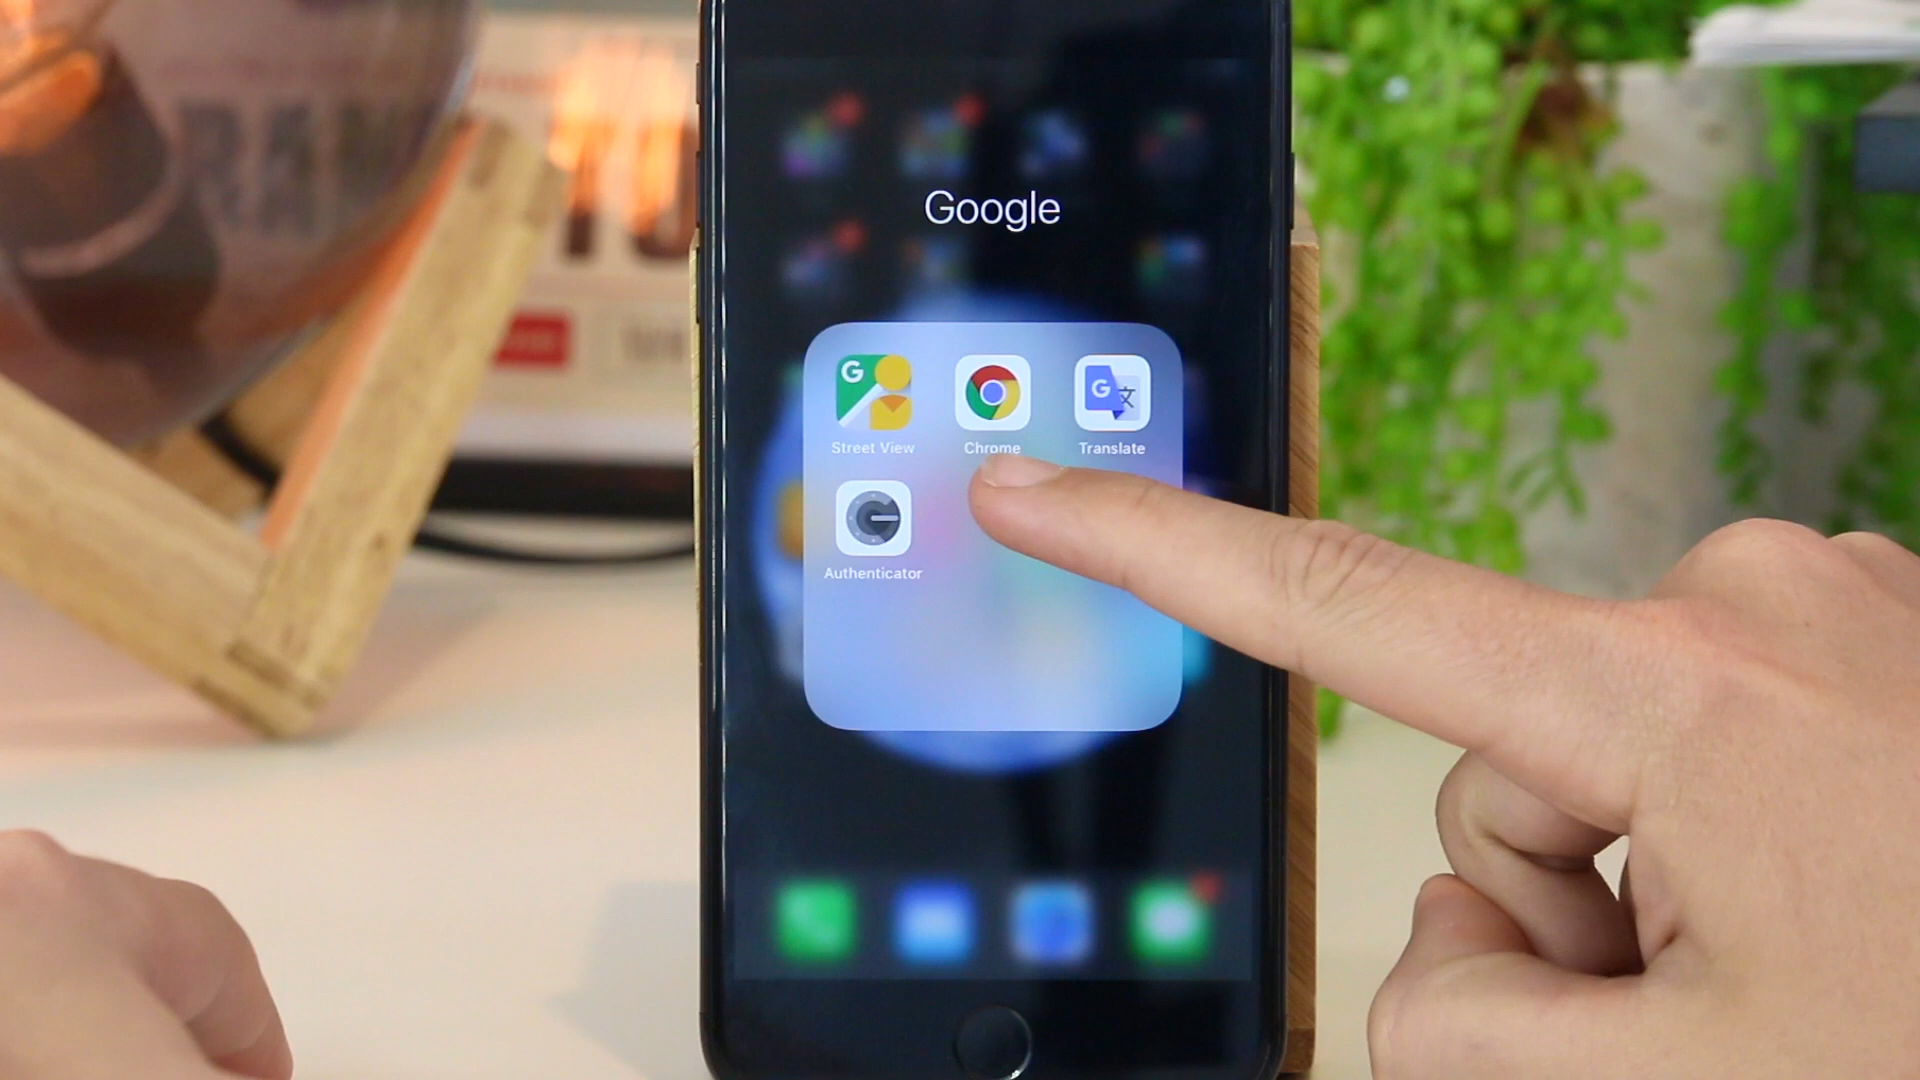 Google
Street View
Chrome
Translate
Authenticator